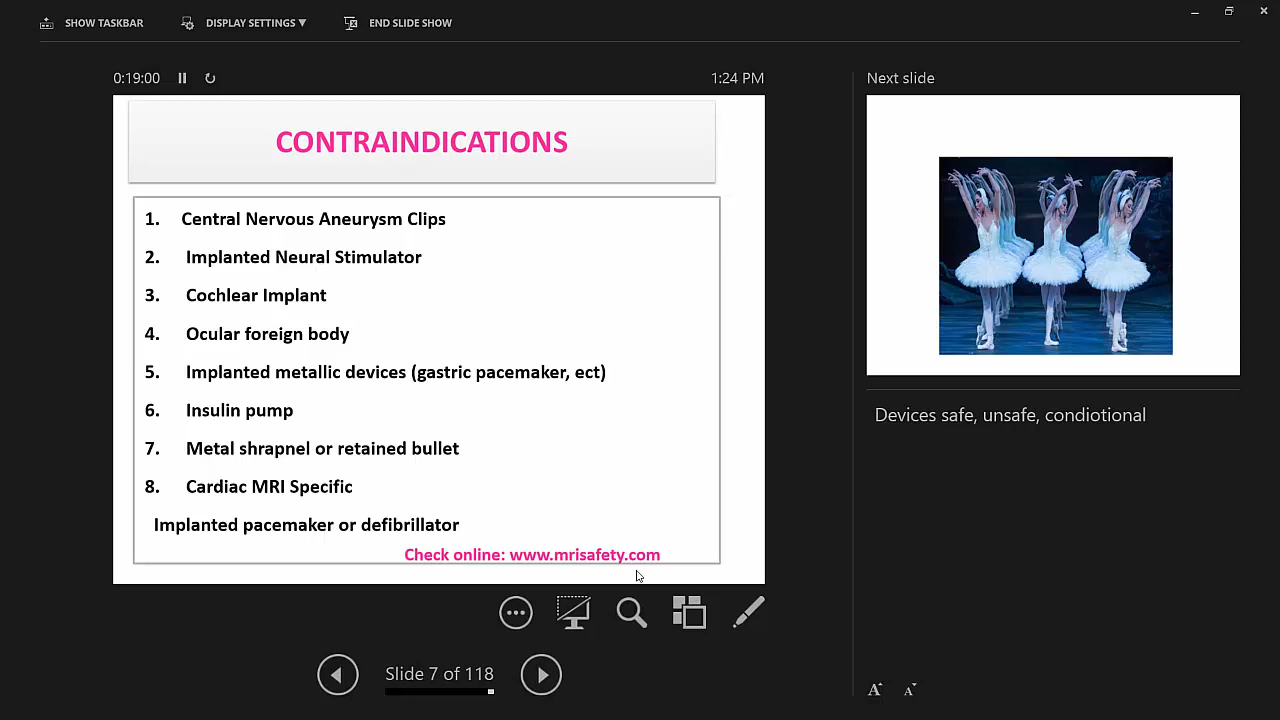 SHOW TASKBAR DISPLAY SETTINGS ▼ END SLIDE SHOW
0:19:00 1:24 PM
CONTRAINDICATIONS
1. Central Nervous Aneurysm Clips
2. Implanted Neural Stimulator
3. Cochlear Implant
4. Ocular foreign body
5. Implanted metallic devices (gastric pacemaker, ect)
6. Insulin pump
7. Metal shrapnel or retained bullet
8. Cardiac MRI Specific
Implanted pacemaker or defibrillator
Check online: www.mrisafety.com
Slide 7 of 118
Next slide
Devices safe, unsafe, condiotional
A A